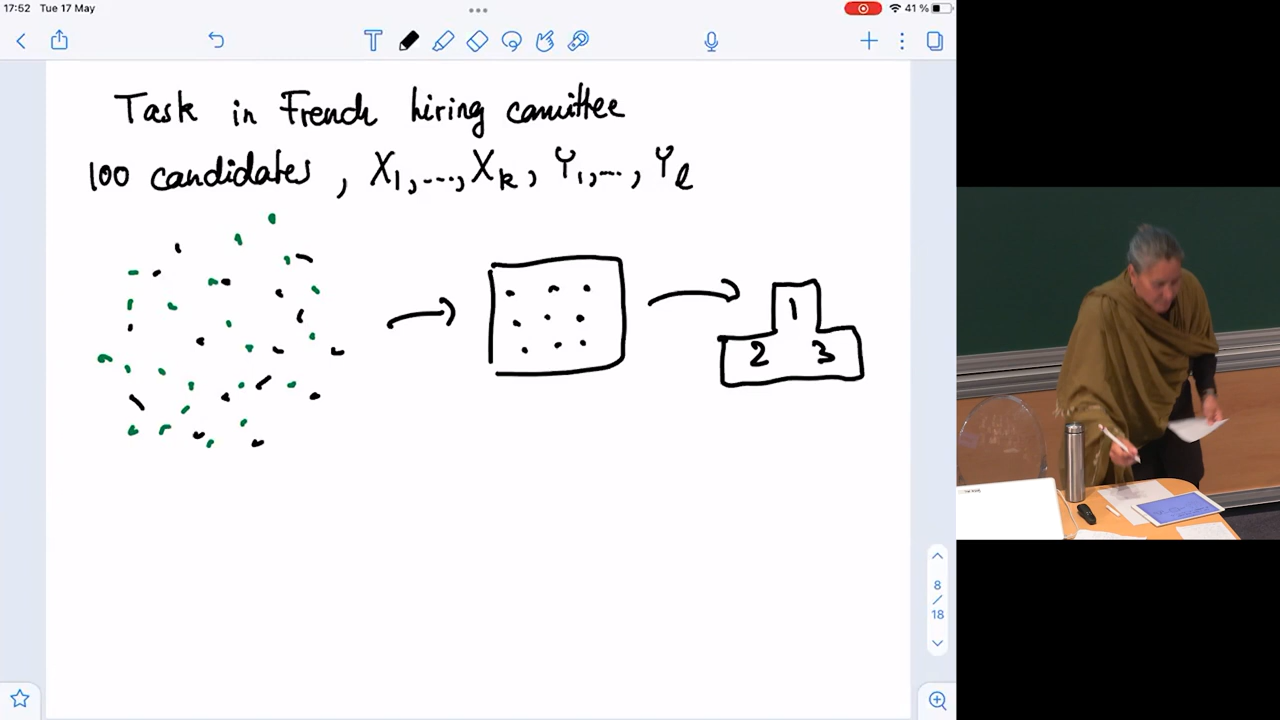 17:52 Tue 17 May
41 %
T
Task in French hiring comittee
100 candidates, X₁,..., Xₖ, Y₁,..., Yₗ
1
2 3
8
/
18